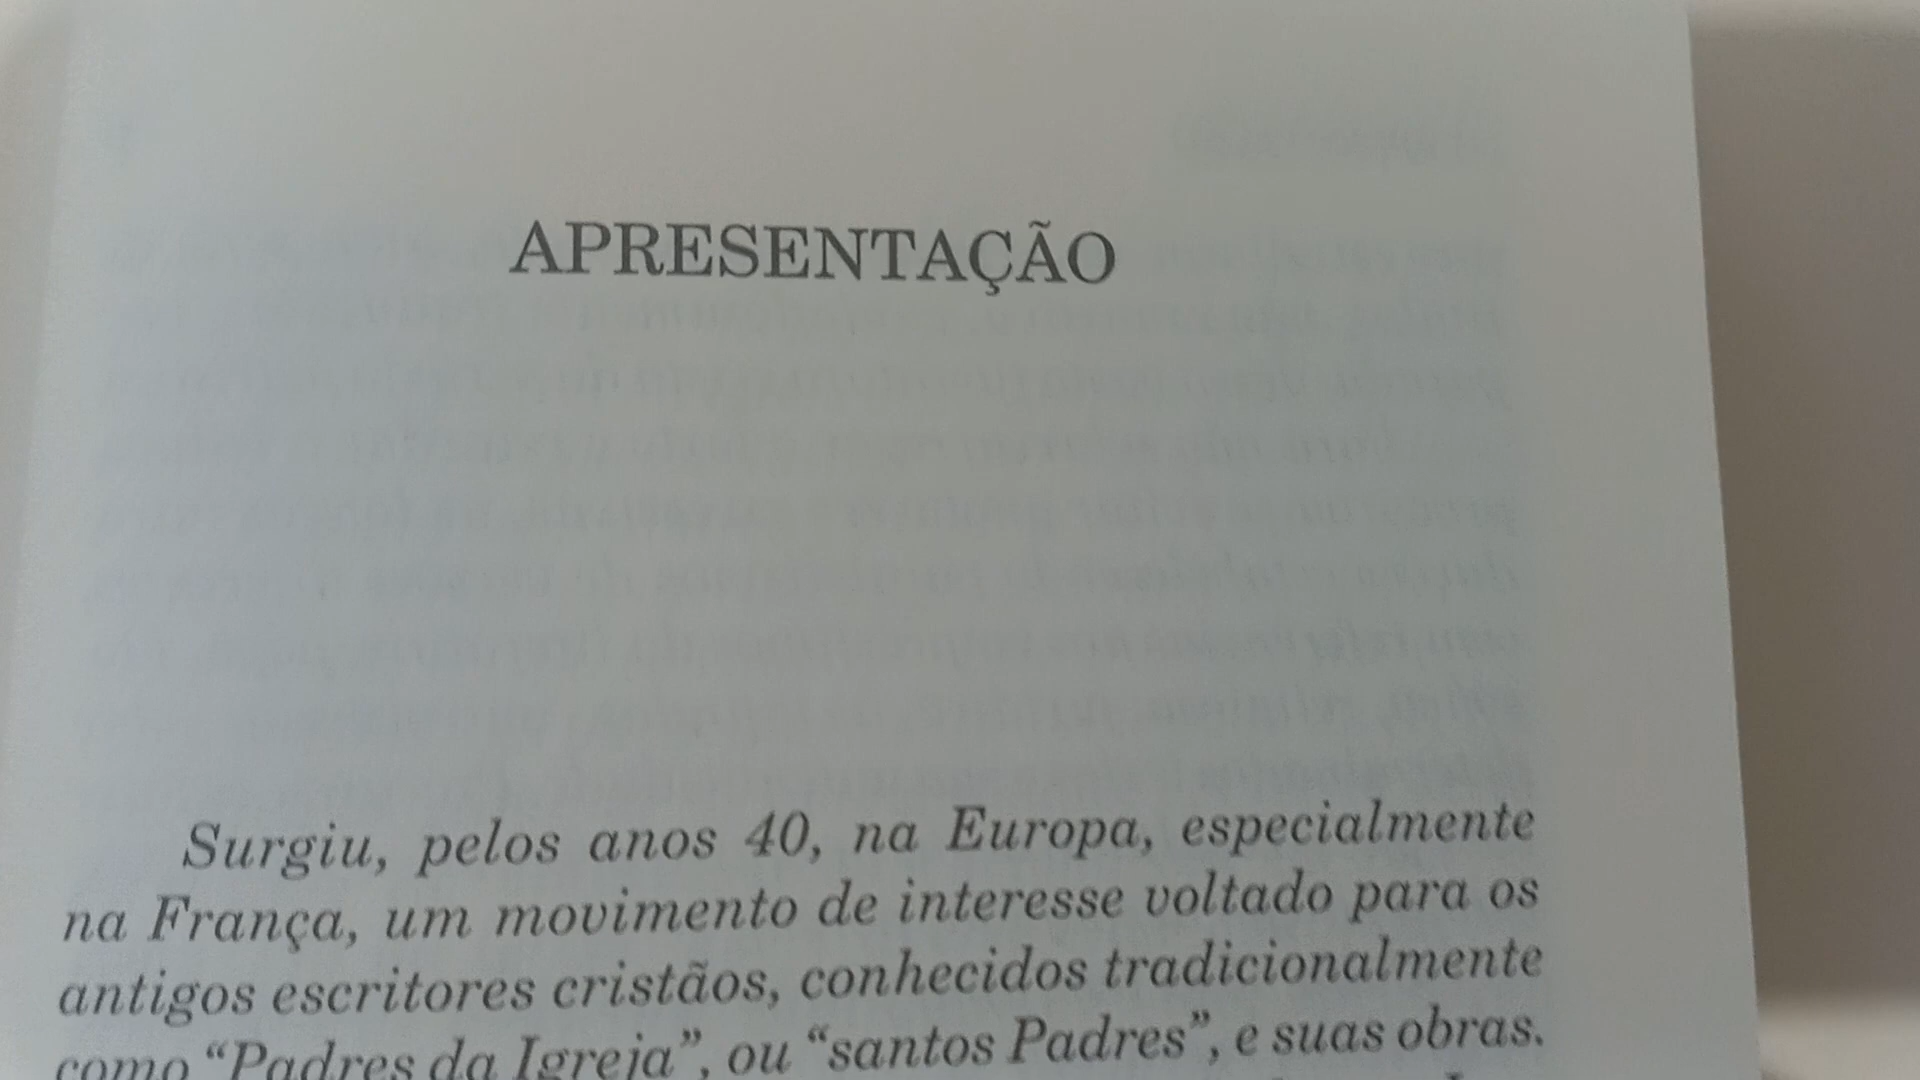 APRESENTAÇÃO
Surgiu, pelos anos 40, na Europa, especialmente
na França, um movimento de interesse voltado para os
antigos escritores cristãos, conhecidos tradicionalmente
como “Padres da Igreja”, ou “santos Padres”, e suas obras.